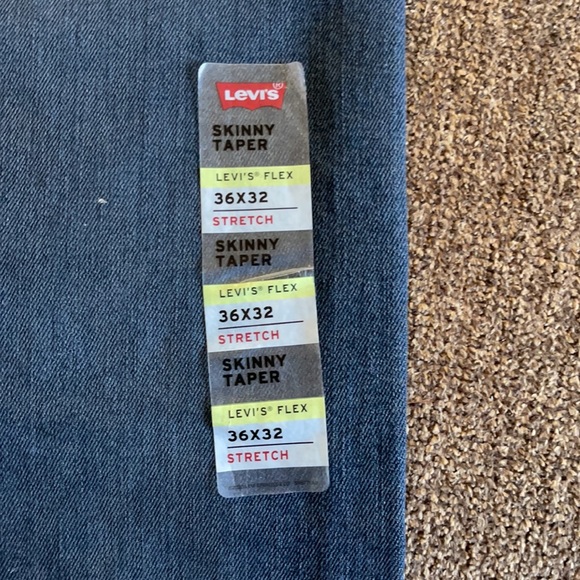 Levi's
SKINNY
TAPER
LEVI'S® FLEX
36X32
STRETCH
SKINNY
TAPER
LEVI'S® FLEX
36X32
STRETCH
SKINNY
TAPER
LEVI'S® FLEX
36X32
STRETCH